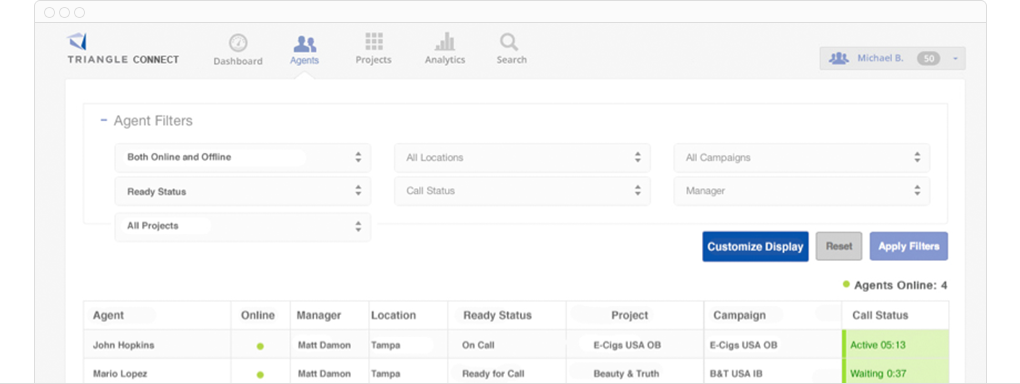 TRIANGLE CONNECT
Dashboard Agents Projects Analytics Search
Michael B. 50
− Agent Filters
Both Online and Offline All Locations All Campaigns
Ready Status Call Status Manager
All Projects
Customize Display Reset Apply Filters
Agents Online: 4
Agent Online Manager Location Ready Status Project Campaign Call Status
John Hopkins Matt Damon Tampa On Call E-Cigs USA OB E-Cigs USA OB Active 05:13
Mario Lopez Matt Damon Tampa Ready for Call Beauty & Truth B&T USA IB Waiting 0:37